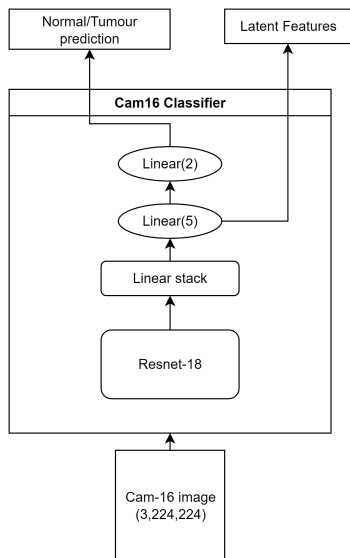 Normal/Tumour
prediction
Latent Features
Cam16 Classifier
Linear(2)
Linear(5)
Linear stack
Resnet-18
Cam-16 image
(3,224,224)